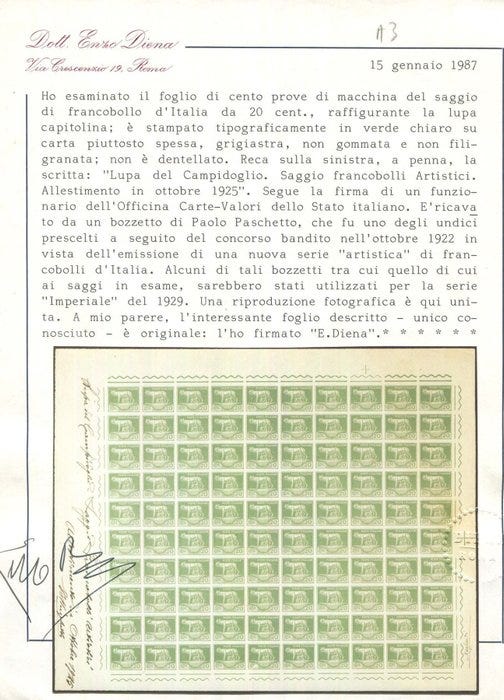 Dott. Enzo Diena
A3
Via Crescenzio 19, Roma
15 gennaio 1987
Ho esaminato il foglio di cento prove di macchina del saggio
di francobollo d'Italia da 20 cent., raffigurante la lupa
capitolina; è stampato tipograficamente in verde chiaro su
carta piuttosto spessa, grigiastra, non gommata e non fili-
granata; non è dentellato. Reca sulla sinistra, a penna, la
scritta: "Lupa del Campidoglio. Saggio francobolli Artistici.
Allestimento in ottobre 1925". Segue la firma di un funzio-
nario dell'Officina Carte-Valori dello Stato italiano. E'ricava
to da un bozzetto di Paolo Paschetto, che fu uno degli undici
prescelti a seguito del concorso bandito nell'ottobre 1922 in
vista dell'emissione di una nuova serie "artistica" di fran-
cobolli d'Italia. Alcuni di tali bozzetti tra cui quello di cui
ai saggi in esame, sarebbero stati utilizzati per la serie
"Imperiale" del 1929. Una riproduzione fotografica è qui uni-
ta. A mio parere, l'interessante foglio descritto - unico co-
nosciuto - è originale: l'ho firmato "E.Diena".* * * * * *
Lupa del Campidoglio